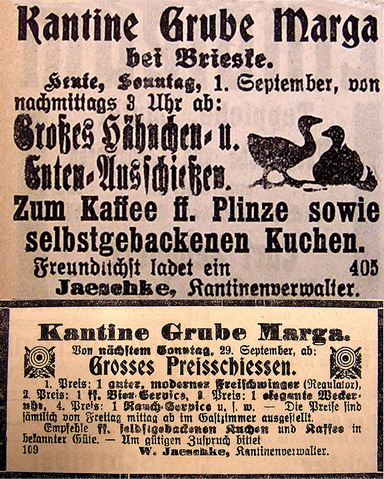 Kantine Grube Marga
bei Brieske.
Heute, Sonntag, 1. September, von
nachmittags 3 Uhr ab:
Großes Hähnchen- u.
Enten-Ausschießen.
Zum Kaffee ff. Plinze sowie
selbstgebackenen Kuchen.
Freundlichst ladet ein 405
Jaeschke, Kantinenverwalter.
Kantine Grube Marga.
Von nächstem Sonntag, 29. September, ab:
Grosses Preisschiessen.
1. Preis: 1 guter, moderner Freischwinger (Regulator),
2. Preis: 1 ff. Bier-Service, 3. Preis: 1 elegante Wecker-
uhr, 4. Preis: 1 Rauch-Service u. s. w. — Die Preise sind
sämtlich von Freitag mittag ab im Gastzimmer ausgestellt.
Empfehle ff. selbstgebackenen Kuchen und Kaffee in
bekannter Güte. — Um gütigen Zuspruch bittet
109 W. Jaeschke, Kantinenverwalter.